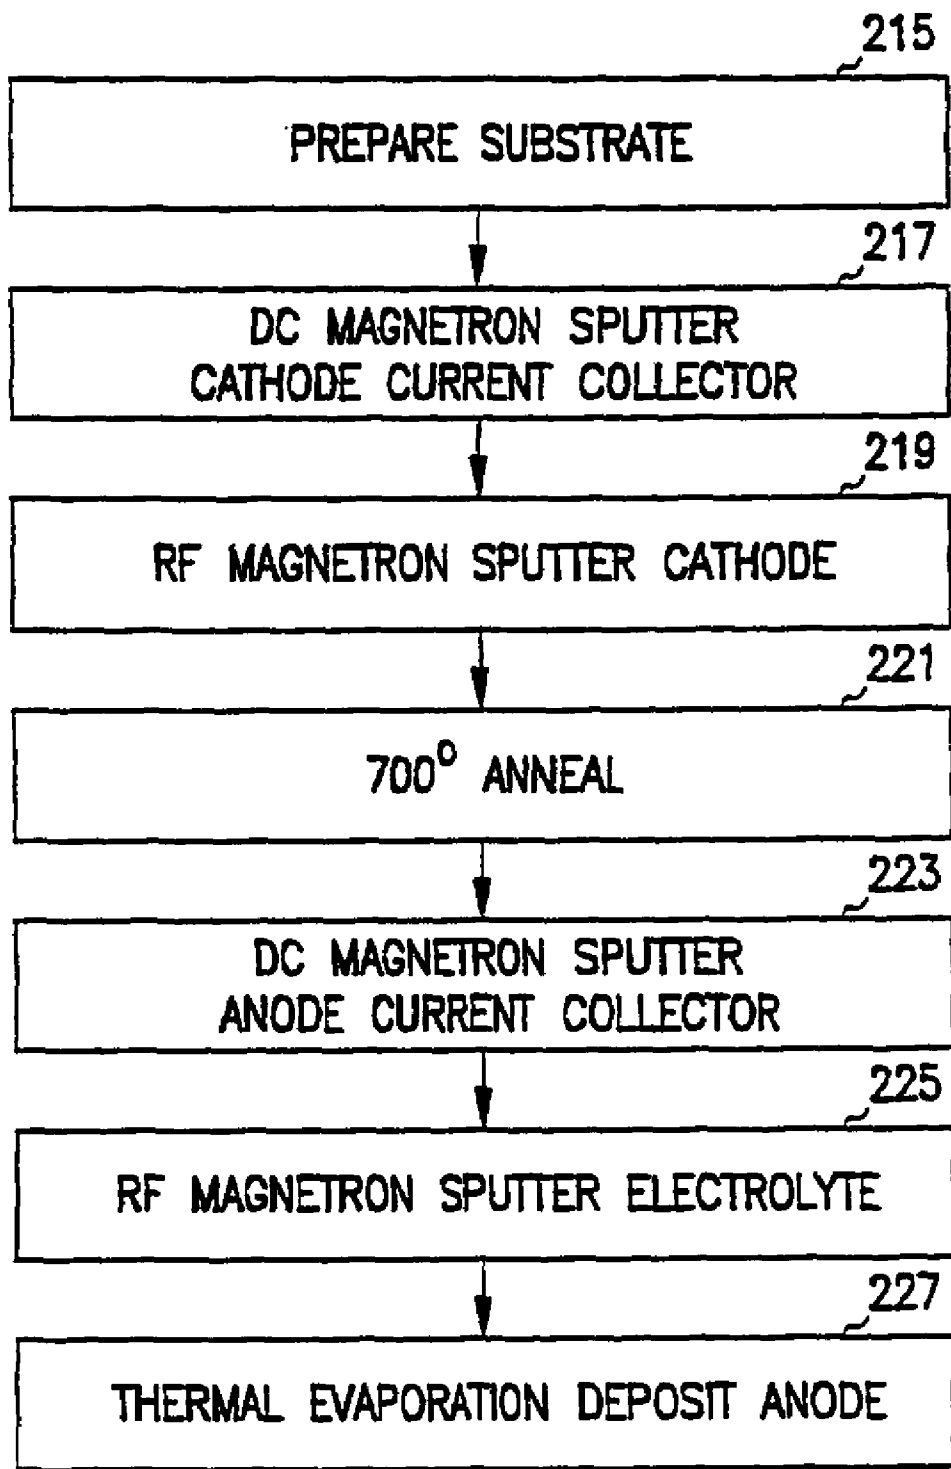 215
PREPARE SUBSTRATE
217
DC MAGNETRON SPUTTER
CATHODE CURRENT COLLECTOR
219
RF MAGNETRON SPUTTER CATHODE
221
700° ANNEAL
223
DC MAGNETRON SPUTTER
ANODE CURRENT COLLECTOR
225
RF MAGNETRON SPUTTER ELECTROLYTE
227
THERMAL EVAPORATION DEPOSIT ANODE